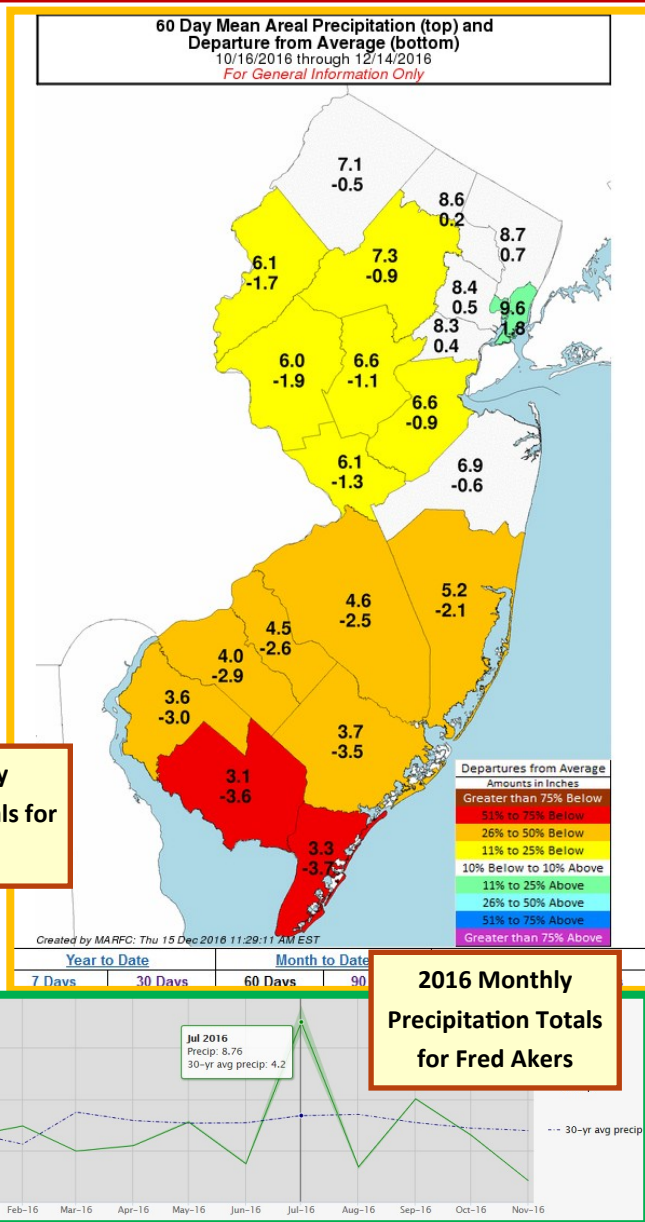 60 Day Mean Areal Precipitation (top) and
Departure from Average (bottom)
10/16/2016 through 12/14/2016
For General Information Only
7.1
-0.5
8.6
0.2
8.7
0.7
7.3
-0.9
6.1
-1.7
8.4
0.5
9.6
1.8
8.3
0.4
6.0
-1.9
6.6
-1.1
6.6
-0.9
6.1
-1.3
6.9
-0.6
4.6
-2.5
5.2
-2.1
4.5
-2.6
4.0
-2.9
3.6
-3.0
3.7
-3.5
3.1
-3.6
3.3
-3.7
als for
Departures from Average
Amounts in Inches
Greater than 75% Below
51% to 75% Below
26% to 50% Below
11% to 25% Below
10% Below to 10% Above
11% to 25% Above
26% to 50% Above
51% to 75% Above
Greater than 75% Above
Created by MARFC: Thu 15 Dec 2016 11:29:11 AM EST
Year to Date Month to Date
7 Days 30 Days 60 Days 90
2016 Monthly
Precipitation Totals
for Fred Akers
Jul 2016
Precip: 8.76
30-yr avg precip: 4.2
30-yr avg precip
Feb-16 Mar-16 Apr-16 May-16 Jun-16 Jul-16 Aug-16 Sep-16 Oct-16 Nov-16